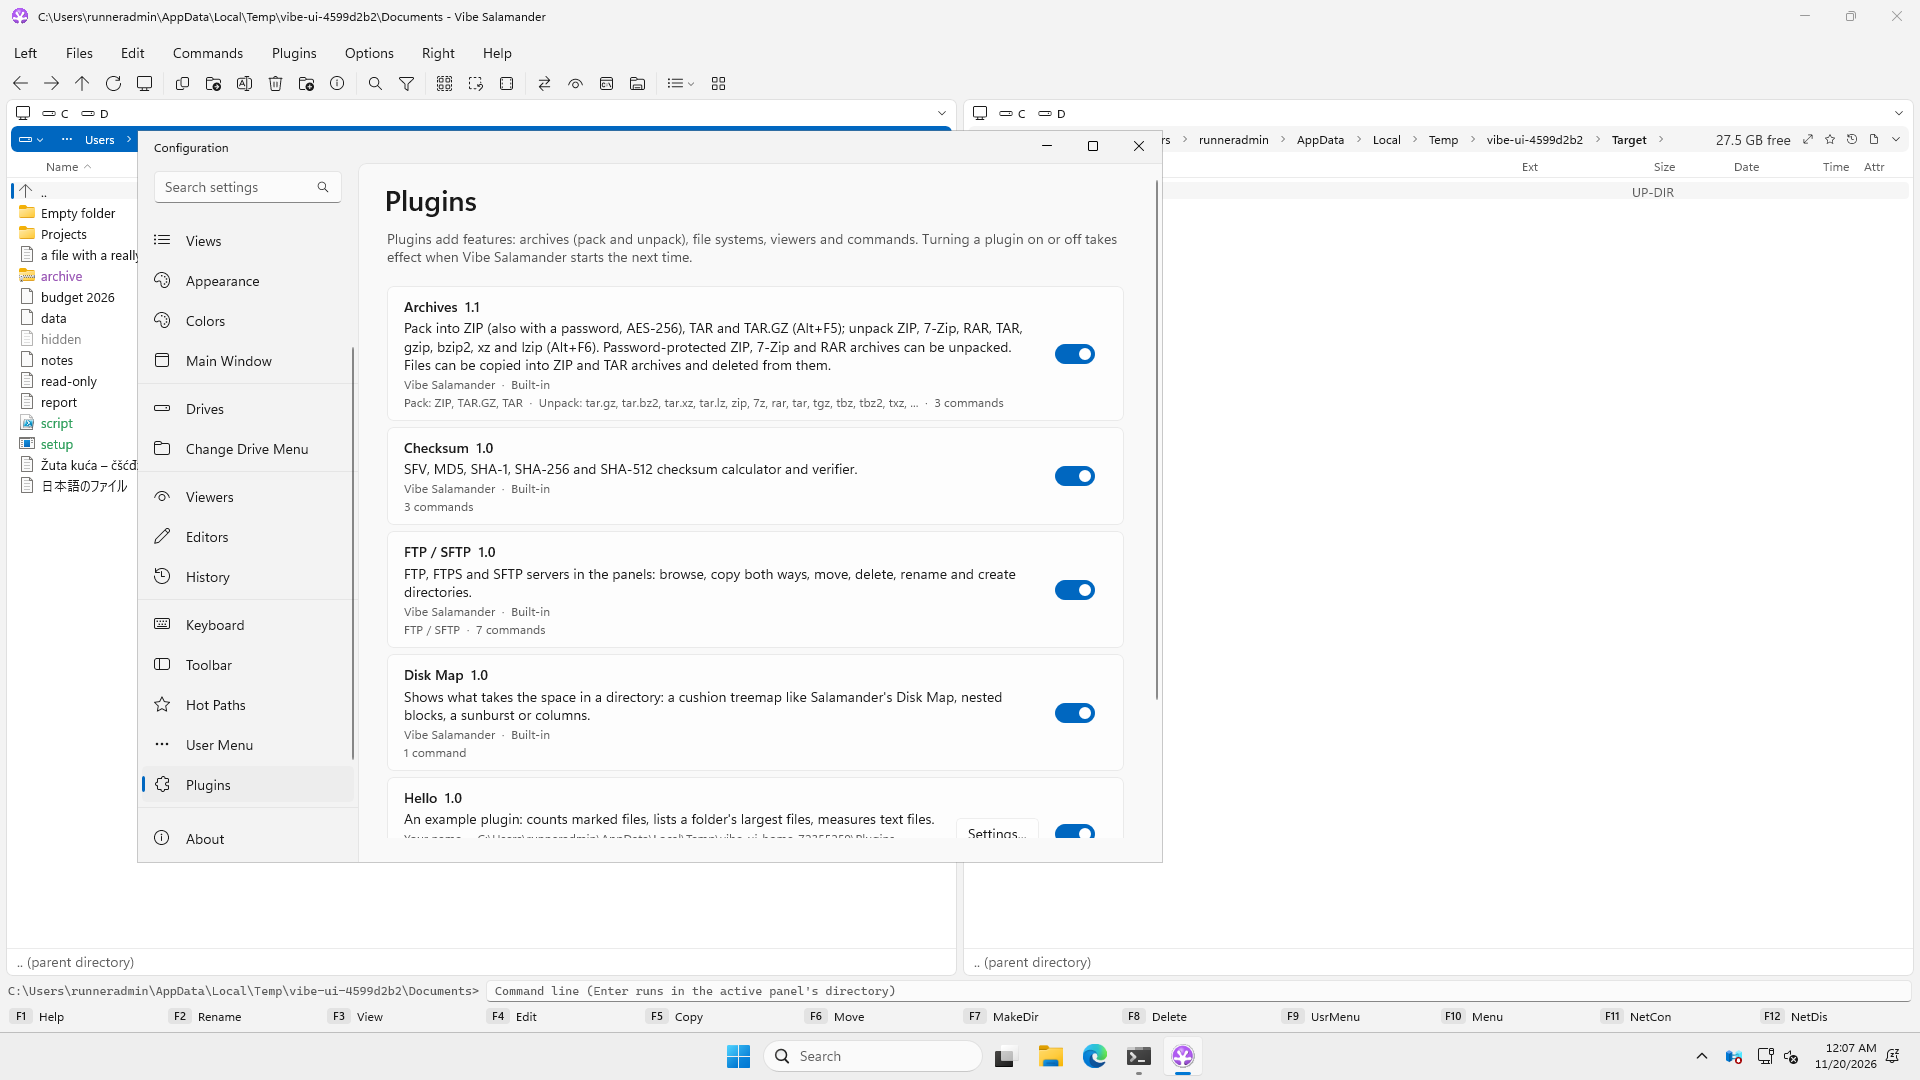 C:\Users\runneradmin\AppData\Local\Temp\vibe-ui-4599d2b2\Documents - Vibe Salamander
Left Files Edit Commands Plugins Options Right Help
C D
C D
Users
runneradmin AppData Local Temp vibe-ui-4599d2b2 Target 27.5 GB free
Name
Ext Size Date Time Attr
..
UP-DIR
Empty folder
Projects
a file with a really
archive
budget 2026
data
hidden
notes
read-only
report
script
setup
Žuta kuća – čšćđ
日本語のファイル
Configuration
Search settings
Views
Appearance
Colors
Main Window
Drives
Change Drive Menu
Viewers
Editors
History
Keyboard
Toolbar
Hot Paths
User Menu
Plugins
About
Plugins
Plugins add features: archives (pack and unpack), file systems, viewers and commands. Turning a plugin on or off takes
effect when Vibe Salamander starts the next time.
Archives 1.1
Pack into ZIP (also with a password, AES-256), TAR and TAR.GZ (Alt+F5); unpack ZIP, 7-Zip, RAR, TAR,
gzip, bzip2, xz and lzip (Alt+F6). Password-protected ZIP, 7-Zip and RAR archives can be unpacked.
Files can be copied into ZIP and TAR archives and deleted from them.
Vibe Salamander · Built-in
Pack: ZIP, TAR.GZ, TAR · Unpack: tar.gz, tar.bz2, tar.xz, tar.lz, zip, 7z, rar, tar, tgz, tbz, tbz2, txz, ... · 3 commands
Checksum 1.0
SFV, MD5, SHA-1, SHA-256 and SHA-512 checksum calculator and verifier.
Vibe Salamander · Built-in
3 commands
FTP / SFTP 1.0
FTP, FTPS and SFTP servers in the panels: browse, copy both ways, move, delete, rename and create
directories.
Vibe Salamander · Built-in
FTP / SFTP · 7 commands
Disk Map 1.0
Shows what takes the space in a directory: a cushion treemap like Salamander's Disk Map, nested
blocks, a sunburst or columns.
Vibe Salamander · Built-in
1 command
Hello 1.0
An example plugin: counts marked files, lists a folder's largest files, measures text files.
Settings...
.. (parent directory)
.. (parent directory)
C:\Users\runneradmin\AppData\Local\Temp\vibe-ui-4599d2b2\Documents> Command line (Enter runs in the active panel's directory)
F1 Help F2 Rename F3 View F4 Edit F5 Copy F6 Move F7 MakeDir F8 Delete F9 UsrMenu F10 Menu F11 NetCon F12 NetDis
Search
12:07 AM
11/20/2026